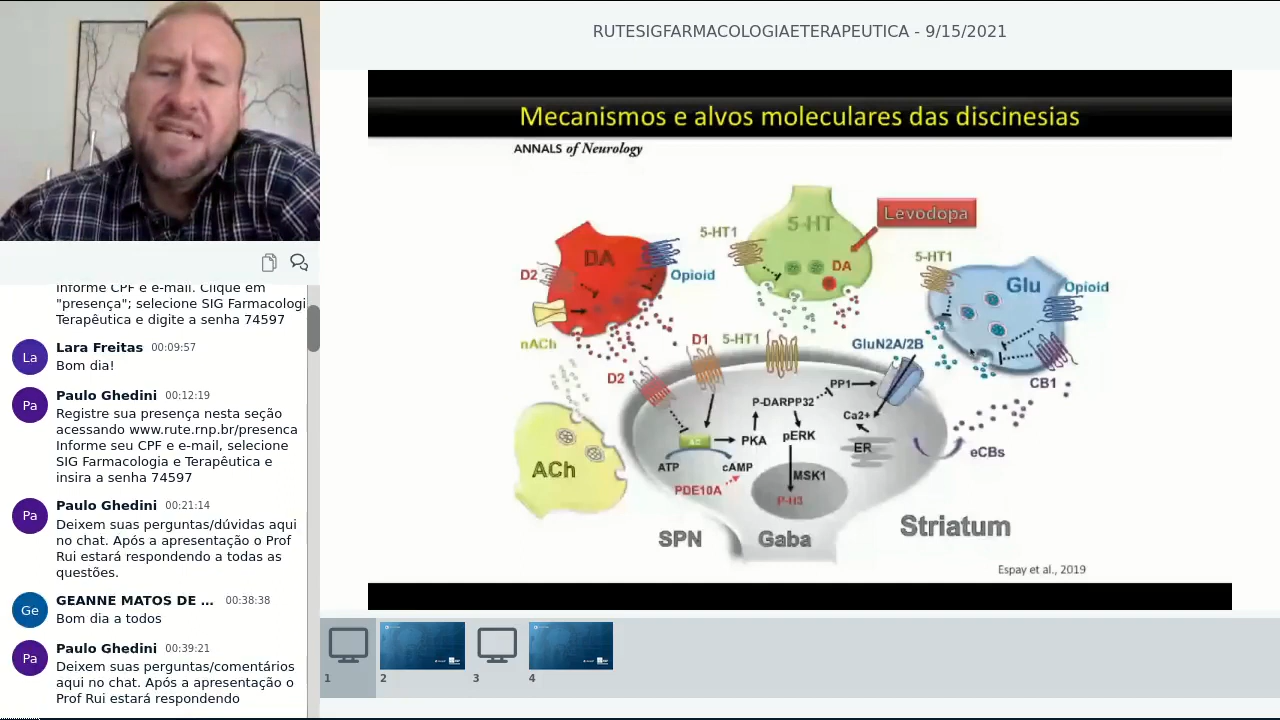 RUTESIGFARMACOLOGIAETERAPEUTICA - 9/15/2021
informe CPF e e-mail. Clique em
"presença"; selecione SIG Farmacologi
Terapêutica e digite a senha 74597
La
Lara Freitas 00:09:57
Bom dia!
Pa
Paulo Ghedini 00:12:19
Registre sua presença nesta seção
acessando www.rute.rnp.br/presenca
Informe seu CPF e e-mail, selecione
SIG Farmacologia e Terapêutica e
insira a senha 74597
Pa
Paulo Ghedini 00:21:14
Deixem suas perguntas/dúvidas aqui
no chat. Após a apresentação o Prof
Rui estará respondendo a todas as
questões.
Ge
GEANNE MATOS DE ... 00:38:38
Bom dia a todos
Pa
Paulo Ghedini 00:39:21
Deixem suas perguntas/comentários
aqui no chat. Após a apresentação o
Prof Rui estará respondendo
Mecanismos e alvos moleculares das discinesias
ANNALS of Neurology
5-HT
Levodopa
5-HT1
DA
DA
D2
Opioid
nACh
5-HT1
Glu
Opioid
D1
5-HT1
GluN2A/2B
D2
CB1
PP1
P-DARPP32
Ca2+
PKA
pERK
ER
eCBs
ACh
AC
ATP
cAMP
PDE10A
MSK1
P-H3
SPN
Gaba
Striatum
Espay et al., 2019
1
2
3
4